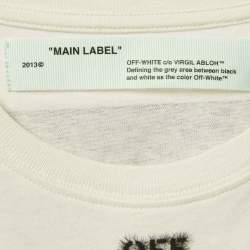 "MAIN LABEL"
2013©
OFF-WHITE c/o VIRGIL ABLOH™
Defining the grey area between black
and white as the color Off-White™
OFF